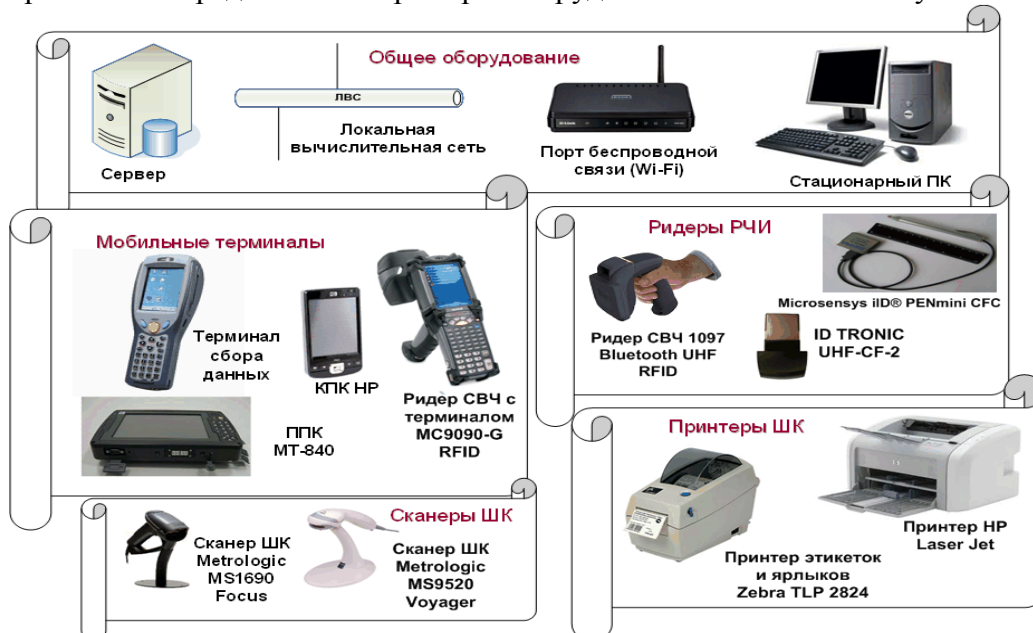 Общее оборудование
ЛВС
Локальная
вычислительная сеть
Сервер
Порт беспроводной
связи (Wi-Fi)
Стационарный ПК
Мобильные терминалы
Терминал
сбора
данных
КПК HP
Ридер СВЧ с
терминалом
MC9090-G
RFID
ППК
МТ-840
Ридеры РЧИ
Microsensys iID® PENmini CFC
Ридер СВЧ 1097
Bluetooth UHF
RFID
ID TRONIC
UHF-CF-2
Принтеры ШК
Принтер HP
Laser Jet
Принтер этикеток
и ярлыков
Zebra TLP 2824
Сканеры ШК
Сканер ШК
Metrologic
MS1690
Focus
Сканер ШК
Metrologic
MS9520
Voyager